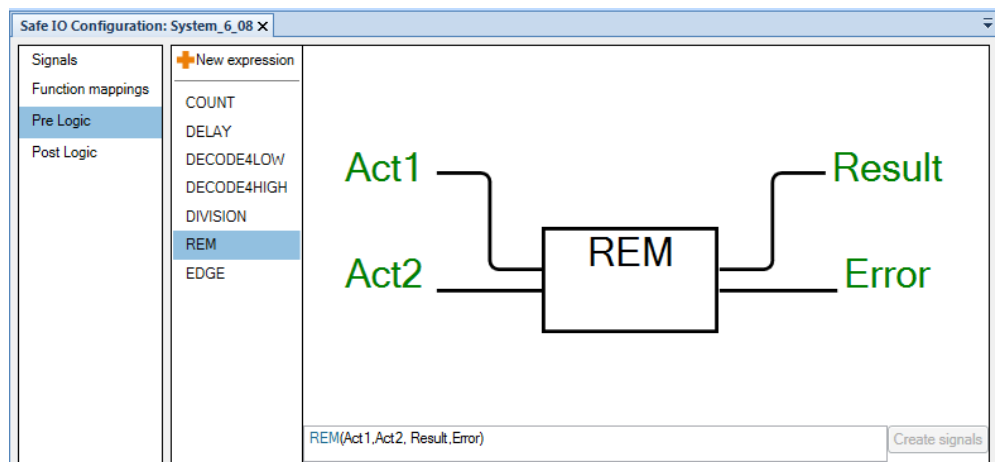 Safe IO Configuration: System_6_08 X
Signals
Function mappings
Pre Logic
Post Logic
New expression
COUNT
DELAY
DECODE4LOW
DECODE4HIGH
DIVISION
REM
EDGE
Act1
Act2
REM
Result
Error
REM(Act1,Act2, Result,Error)
Create signals